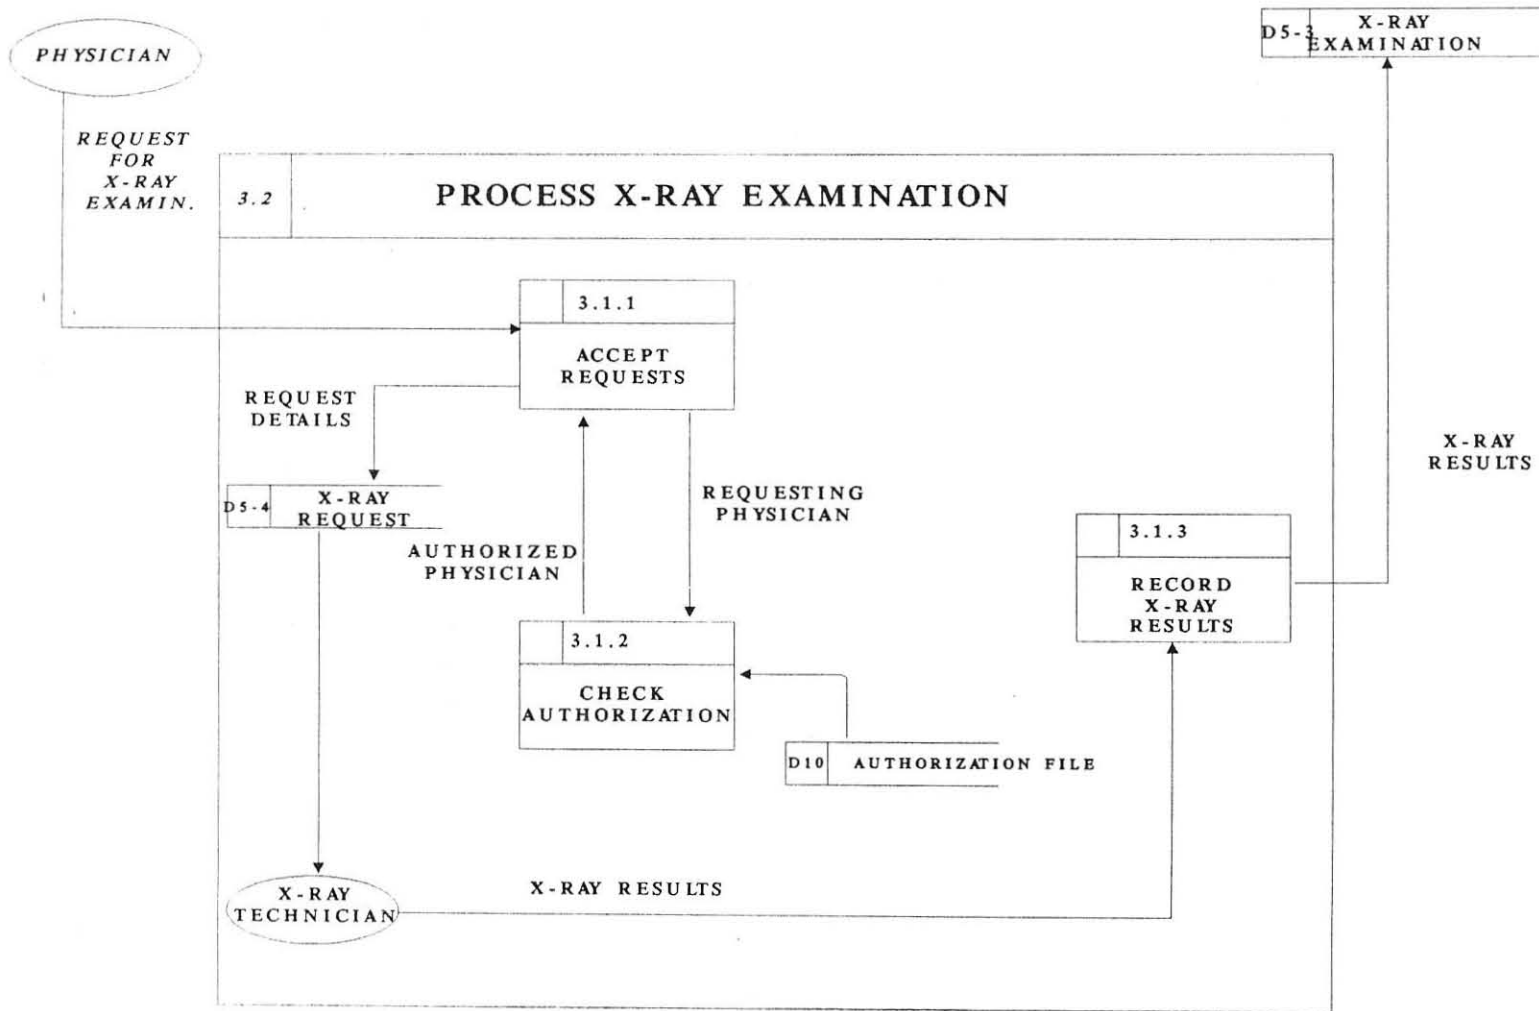 PHYSICIAN
D5-3
X-RAY
EXAMINATION
REQUEST
FOR
X-RAY
EXAMIN.
3.2
PROCESS X-RAY EXAMINATION
3.1.1
ACCEPT
REQUESTS
REQUEST
DETAILS
D5-4
X-RAY
REQUEST
REQUESTING
PHYSICIAN
AUTHORIZED
PHYSICIAN
X-RAY
RESULTS
3.1.3
RECORD
X-RAY
RESULTS
3.1.2
CHECK
AUTHORIZATION
D10
AUTHORIZATION FILE
X-RAY
TECHNICIAN
X-RAY RESULTS